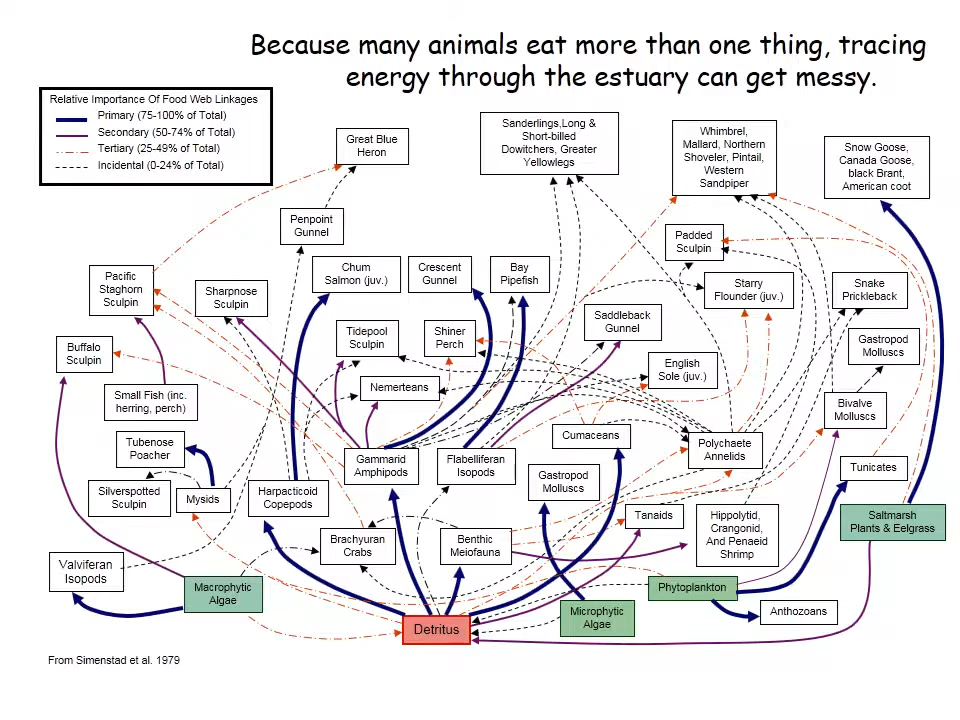 Because many animals eat more than one thing, tracing
energy through the estuary can get messy.
Relative Importance Of Food Web Linkages
Primary (75-100% of Total)
Secondary (50-74% of Total)
Tertiary (25-49% of Total)
Incidental (0-24% of Total)
Great Blue
Heron
Sanderlings,Long &
Short-billed
Dowitchers, Greater
Yellowlegs
Whimbrel,
Mallard, Northern
Shoveler, Pintail,
Western
Sandpiper
Snow Goose,
Canada Goose,
black Brant,
American coot
Penpoint
Gunnel
Padded
Sculpin
Pacific
Staghorn
Sculpin
Sharpnose
Sculpin
Chum
Salmon (juv.)
Crescent
Gunnel
Bay
Pipefish
Starry
Flounder (juv.)
Snake
Prickleback
Buffalo
Sculpin
Tidepool
Sculpin
Shiner
Perch
Saddleback
Gunnel
Gastropod
Molluscs
English
Sole (juv.)
Small Fish (inc.
herring, perch)
Nemerteans
Bivalve
Molluscs
Tubenose
Poacher
Cumaceans
Polychaete
Annelids
Gammarid
Amphipods
Flabelliferan
Isopods
Gastropod
Molluscs
Tunicates
Silverspotted
Sculpin
Mysids
Harpacticoid
Copepods
Tanaids
Hippolytid,
Crangonid,
And Penaeid
Shrimp
Saltmarsh
Plants & Eelgrass
Brachyuran
Crabs
Benthic
Meiofauna
Valviferan
Isopods
Macrophytic
Algae
Phytoplankton
Microphytic
Algae
Anthozoans
Detritus
From Simenstad et al. 1979